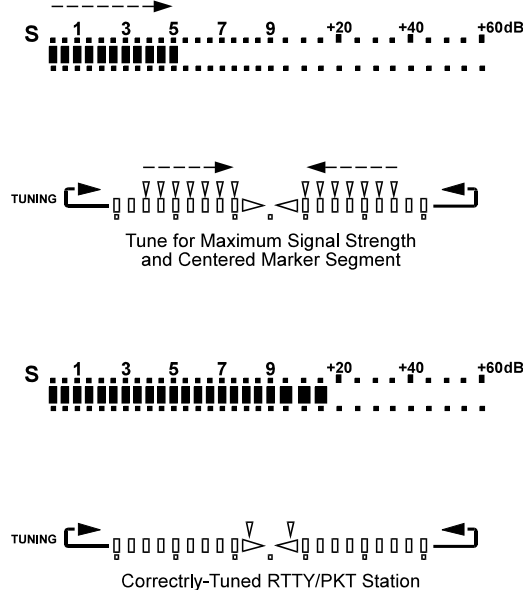 S 1 3 5 7 9 +20 +40 +60dB
TUNING
Tune for Maximum Signal Strength
and Centered Marker Segment
S 1 3 5 7 9 +20 +40 +60dB
TUNING
Correctrly-Tuned RTTY/PKT Station